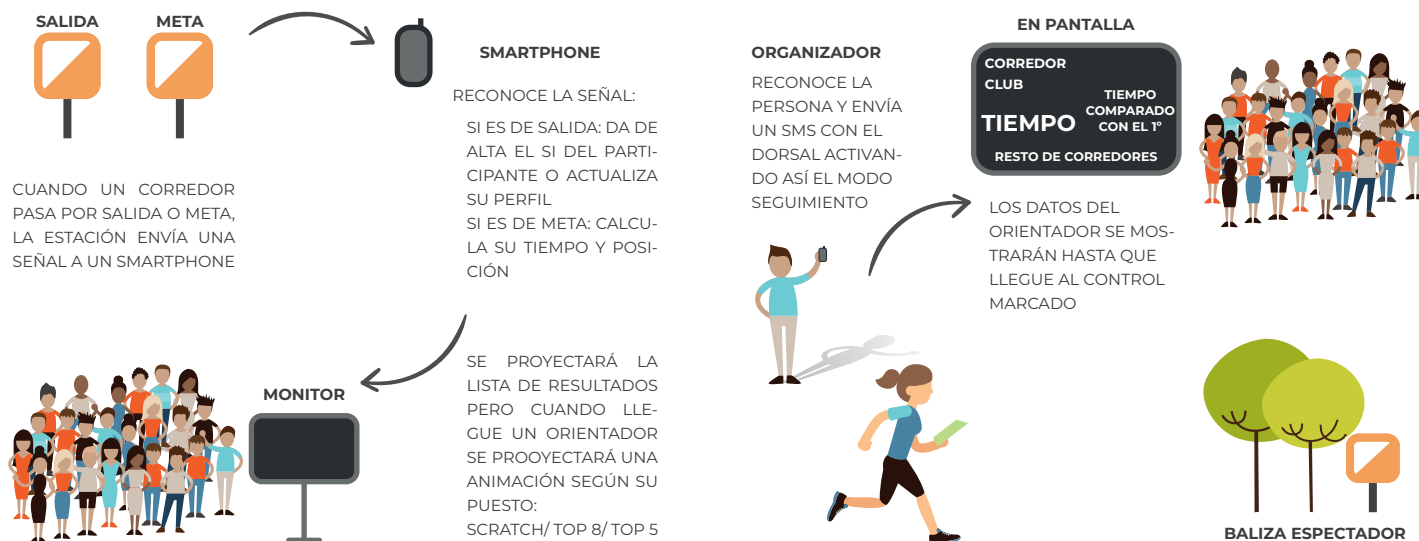 SALIDA
META
CUANDO UN CORREDOR
PASA POR SALIDA O META,
LA ESTACIÓN ENVÍA UNA
SEÑAL A UN SMARTPHONE
SMARTPHONE
RECONOCE LA SEÑAL:
SI ES DE SALIDA: DA DE
ALTA EL SI DEL PARTI-
CIPANTE O ACTUALIZA
SU PERFIL
SI ES DE META: CALCU-
LA SU TIEMPO Y POSI-
CIÓN
MONITOR
SE PROYECTARÁ LA
LISTA DE RESULTADOS
PERO CUANDO LLE-
GUE UN ORIENTADOR
SE PROOYECTARÁ UNA
ANIMACIÓN SEGÚN SU
PUESTO:
SCRATCH/ TOP 8/ TOP 5
ORGANIZADOR
RECONOCE LA
PERSONA Y ENVÍA
UN SMS CON EL
DORSAL ACTIVAN-
DO ASÍ EL MODO
SEGUIMIENTO
EN PANTALLA
CORREDOR
CLUB
TIEMPO
TIEMPO
COMPARADO
CON EL 1º
RESTO DE CORREDORES
LOS DATOS DEL
ORIENTADOR SE MOS-
TRARÁN HASTA QUE
LLEGUE AL CONTROL
MARCADO
BALIZA ESPECTADOR